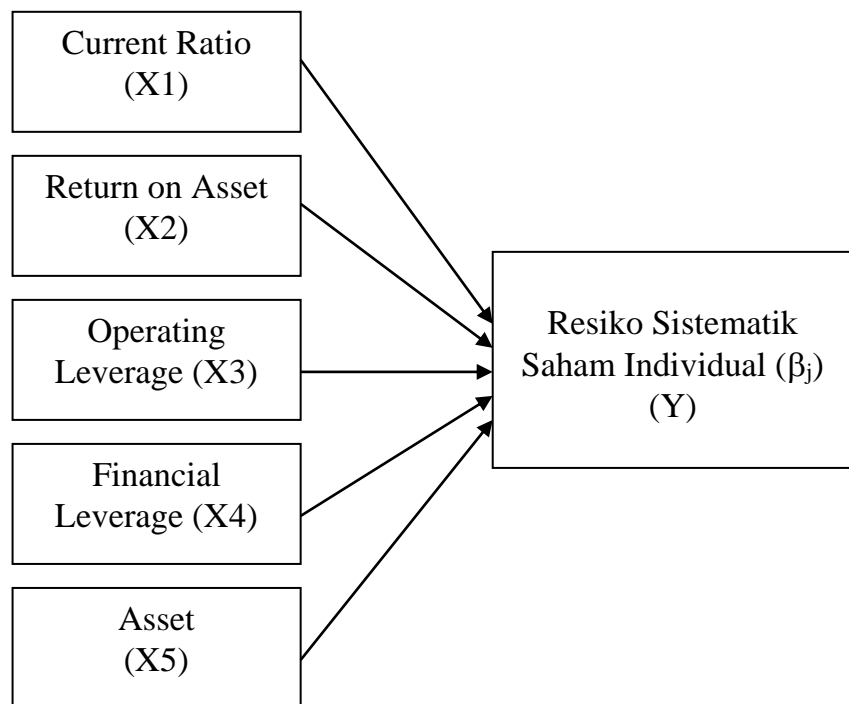 Current Ratio
(X1)
Return on Asset
(X2)
Operating
Leverage (X3)
Financial
Leverage (X4)
Asset
(X5)
Resiko Sistematik
Saham Individual (βj)
(Y)